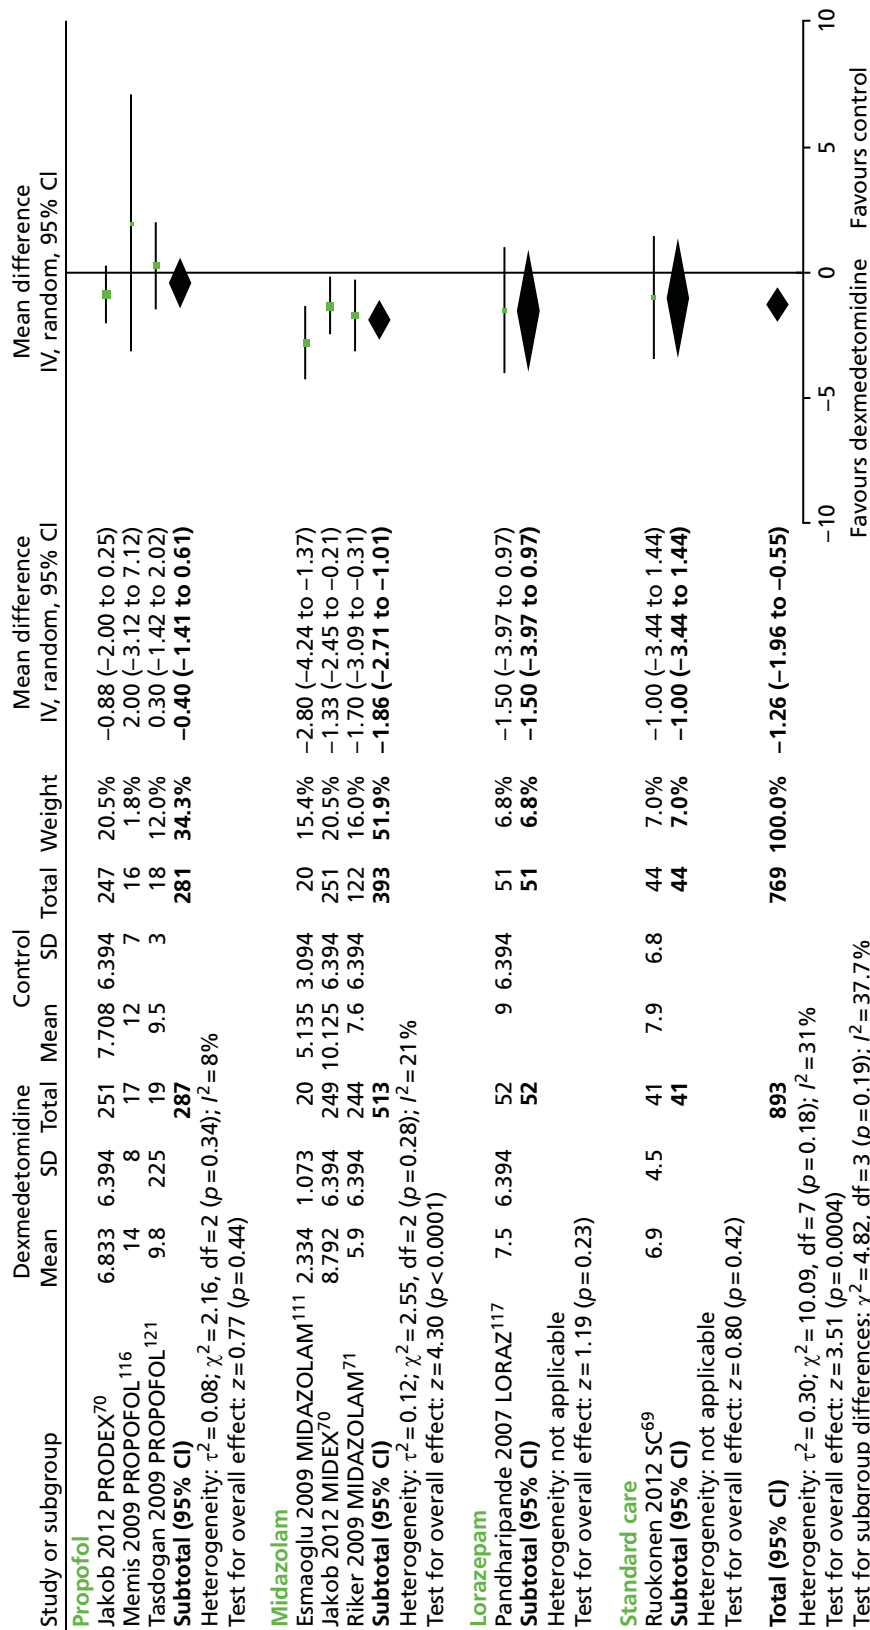 Dexmedetomidine Control Mean difference Mean difference
Study or subgroup Mean SD Total Mean SD Total Weight IV, random, 95% CI IV, random, 95% CI
Propofol
Jakob 2012 PRODEX70 6.833 6.394 251 7.708 6.394 247 20.5% −0.88 (−2.00 to 0.25)
Memis 2009 PROPOFOL116 14 8 17 12 7 16 1.8% 2.00 (−3.12 to 7.12)
Tasdogan 2009 PROPOFOL121 9.8 225 19 9.5 3 18 12.0% 0.30 (−1.42 to 2.02)
Subtotal (95% CI) 287 281 34.3% −0.40 (−1.41 to 0.61)
Heterogeneity: τ2=0.08; χ2=2.16, df=2 (p=0.34); I2=8%
Test for overall effect: z=0.77 (p=0.44)
Midazolam
Esmaoglu 2009 MIDAZOLAM111 2.334 1.073 20 5.135 3.094 20 15.4% −2.80 (−4.24 to −1.37)
Jakob 2012 MIDEX70 8.792 6.394 249 10.125 6.394 251 20.5% −1.33 (−2.45 to −0.21)
Riker 2009 MIDAZOLAM71 5.9 6.394 244 7.6 6.394 122 16.0% −1.70 (−3.09 to −0.31)
Subtotal (95% CI) 513 393 51.9% −1.86 (−2.71 to −1.01)
Heterogeneity: τ2=0.12; χ2=2.55, df=2 (p=0.28); I2=21%
Test for overall effect: z=4.30 (p<0.0001)
Lorazepam
Pandharipande 2007 LORAZ117 7.5 6.394 52 9 6.394 51 6.8% −1.50 (−3.97 to 0.97)
Subtotal (95% CI) 52 51 6.8% −1.50 (−3.97 to 0.97)
Heterogeneity: not applicable
Test for overall effect: z=1.19 (p=0.23)
Standard care
Ruokonen 2012 SC69 6.9 4.5 41 7.9 6.8 44 7.0% −1.00 (−3.44 to 1.44)
Subtotal (95% CI) 41 44 7.0% −1.00 (−3.44 to 1.44)
Heterogeneity: not applicable
Test for overall effect: z=0.80 (p=0.42)
Total (95% CI) 893 769 100.0% −1.26 (−1.96 to −0.55)
Heterogeneity: τ2=0.30; χ2=10.09, df=7 (p=0.18); I2=31%
Test for overall effect: z=3.51 (p=0.0004)
Test for subgroup differences: χ2=4.82, df=3 (p=0.19); I2=37.7%
−10 −5 0 5 10
Favours dexmedetomidine Favours control